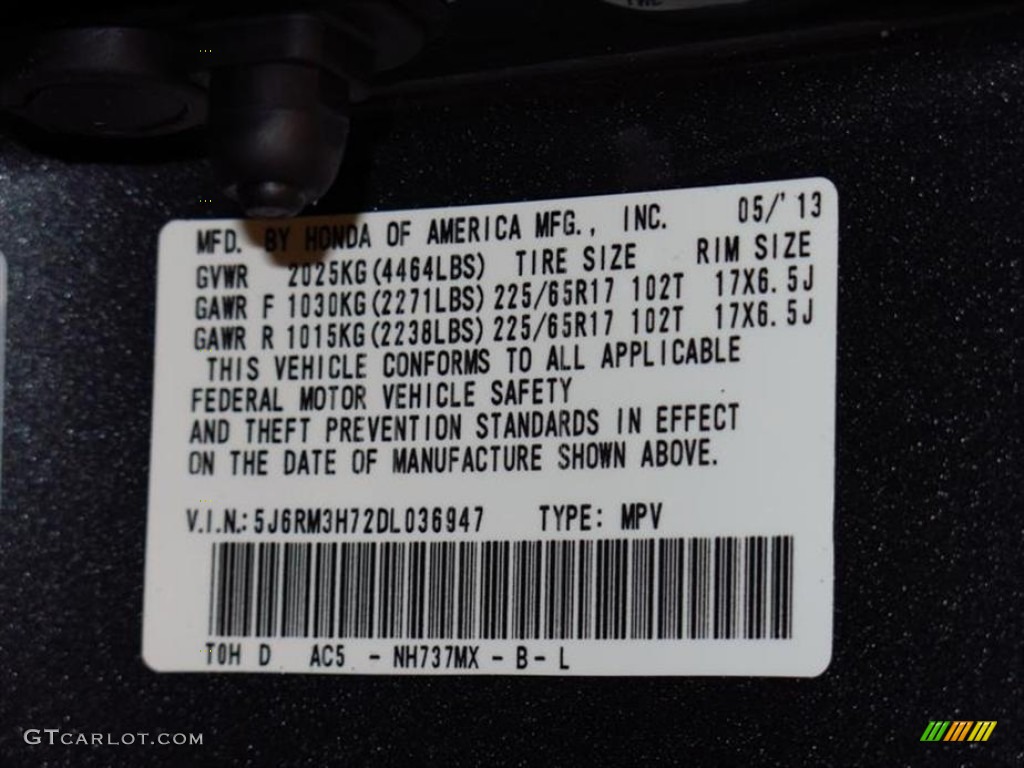 MFD. BY HONDA OF AMERICA MFG., INC. 05/'13
GVWR 2025KG(4464LBS) TIRE SIZE RIM SIZE
GAWR F 1030KG(2271LBS) 225/65R17 102T 17X6.5J
GAWR R 1015KG(2238LBS) 225/65R17 102T 17X6.5J
THIS VEHICLE CONFORMS TO ALL APPLICABLE
FEDERAL MOTOR VEHICLE SAFETY
AND THEFT PREVENTION STANDARDS IN EFFECT
ON THE DATE OF MANUFACTURE SHOWN ABOVE.
V.I.N.: 5J6RM3H72DL036947 TYPE: MPV
T0H D AC5 - NH737MX - B - L
GTCARLOT.COM